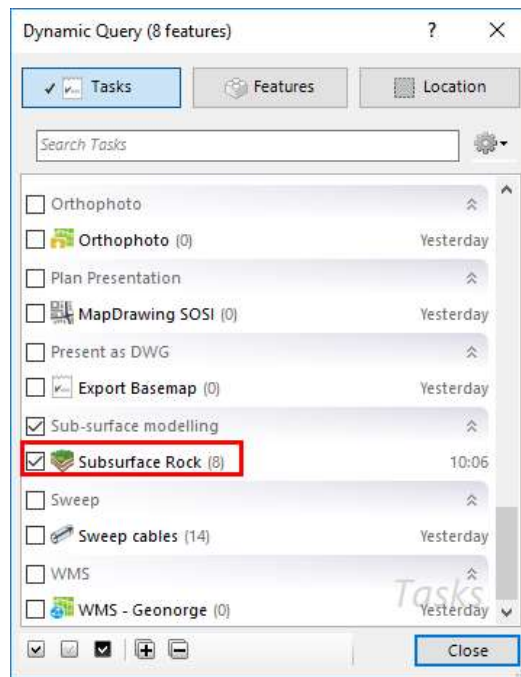 Dynamic Query (8 features) ?
Tasks Features Location
Search Tasks
Orthophoto
Orthophoto (0) Yesterday
Plan Presentation
MapDrawing SOSI (0) Yesterday
Present as DWG
Export Basemap (0) Yesterday
Sub-surface modelling
Subsurface Rock (8) 10:06
Sweep
Sweep cables (14) Yesterday
WMS
Tasks
WMS - Geonorge (0) Yesterday
Close